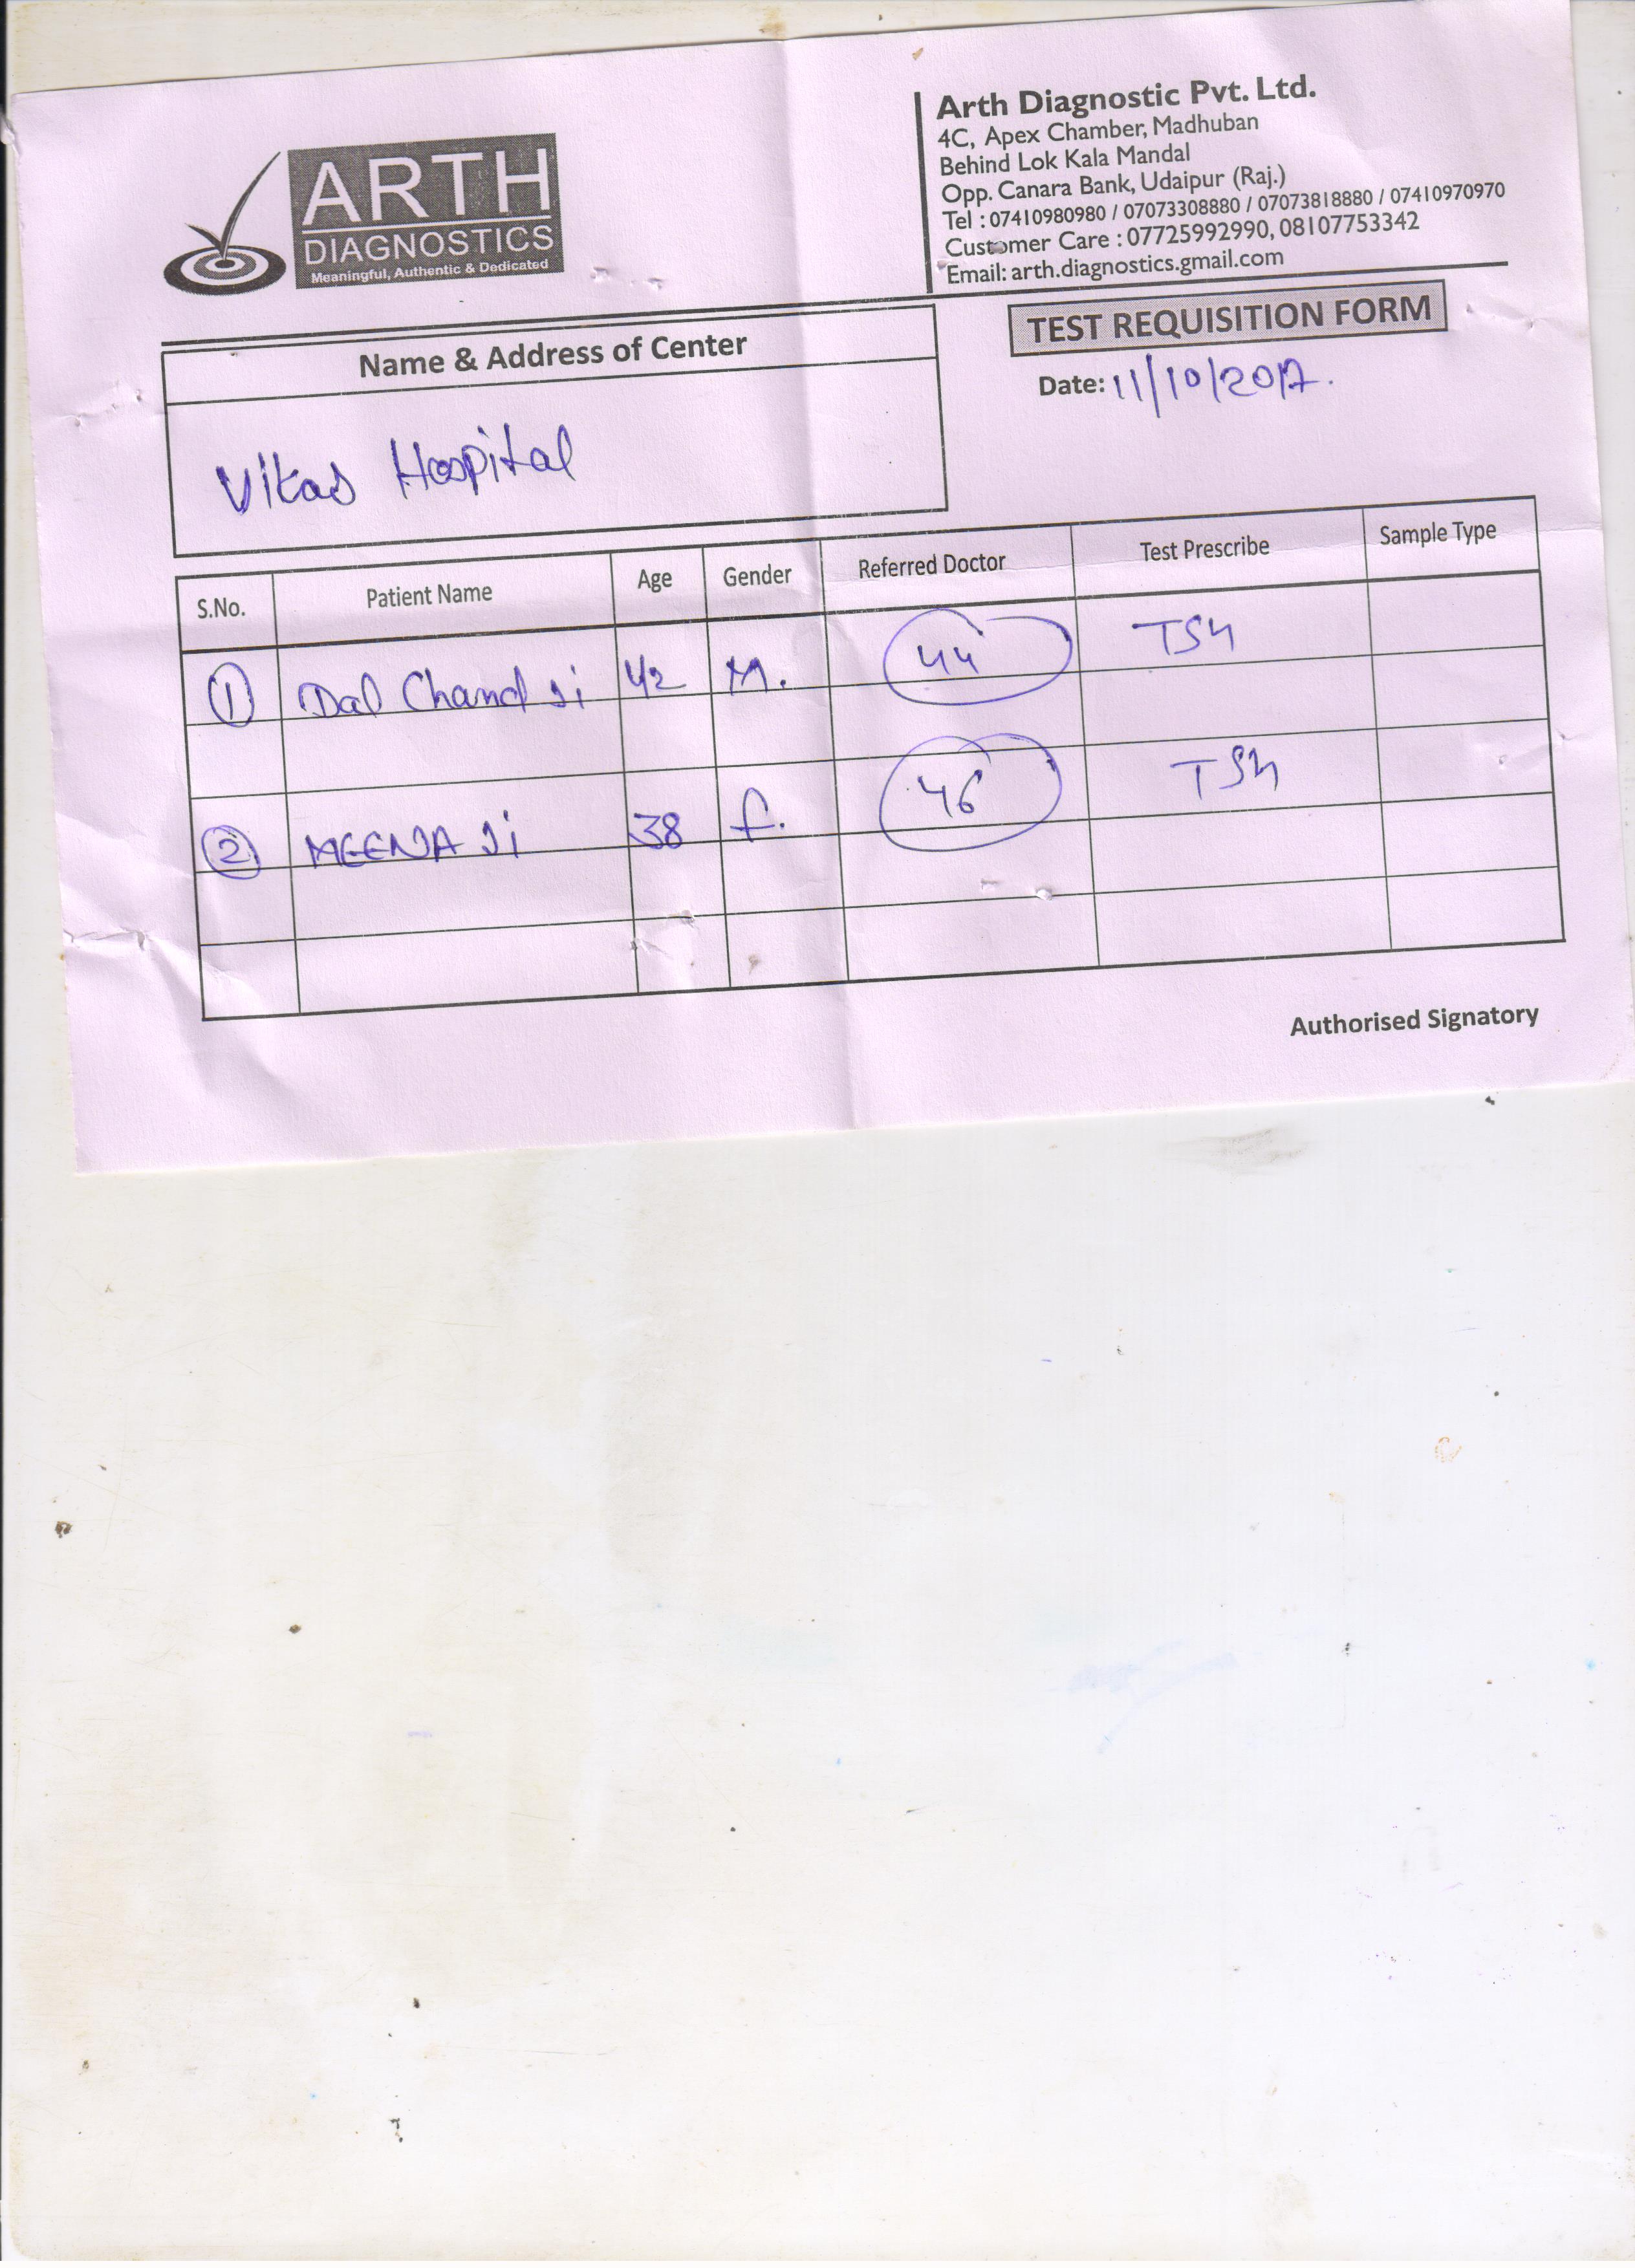 ARTH
DIAGNOSTICS
Meaningful, Authentic & Dedicated
Arth Diagnostic Pvt. Ltd.
4C, Apex Chamber, Madhuban
Behind Lok Kala Mandal
Opp. Canara Bank, Udaipur (Raj.)
Tel : 07410980980 / 07073308880 / 07073818880 / 07410970970
Customer Care : 07725992990, 08107753342
Email: arth.diagnostics.gmail.com
TEST REQUISITION FORM
Date: 11/10/2017.
Name & Address of Center
Vikas Hospital
S.No. Patient Name Age Gender Referred Doctor Test Prescribe Sample Type
1 Dal Chand Ji 42 M. 44 TSH
2 MEENA Ji 38 f. 46 TSH
Authorised Signatory